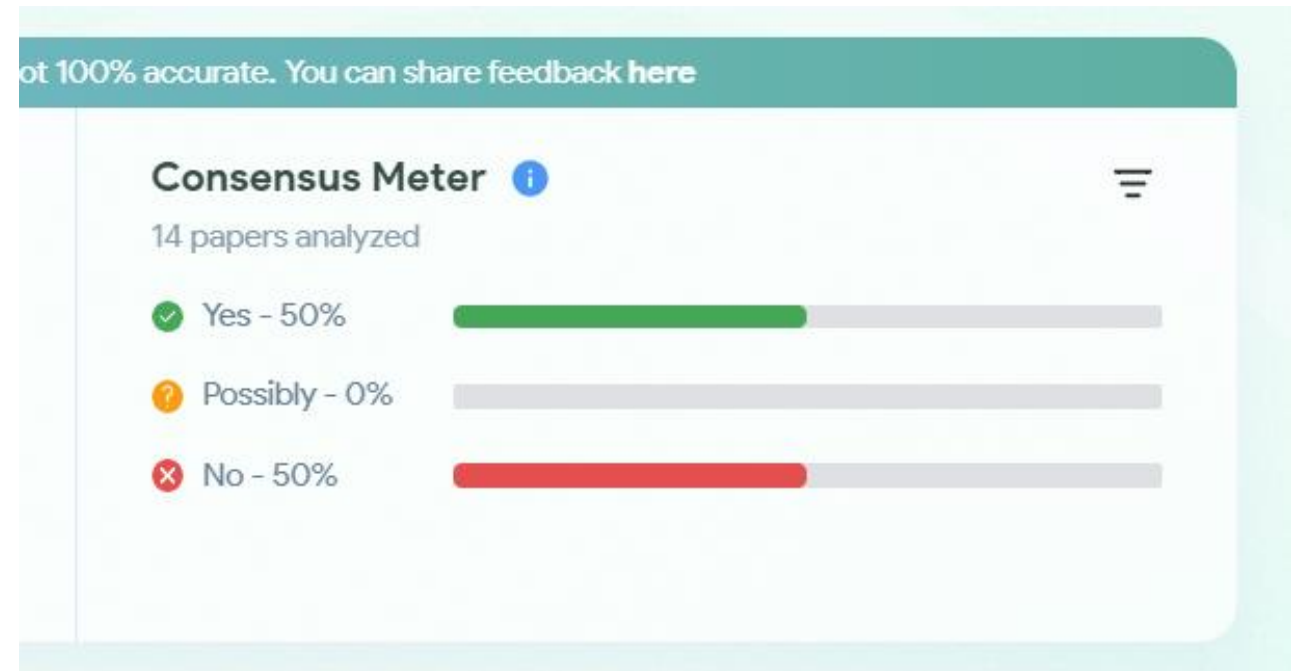 ot 100% accurate. You can share feedback here
Consensus Meter
14 papers analyzed
Yes - 50%
Possibly - 0%
No - 50%